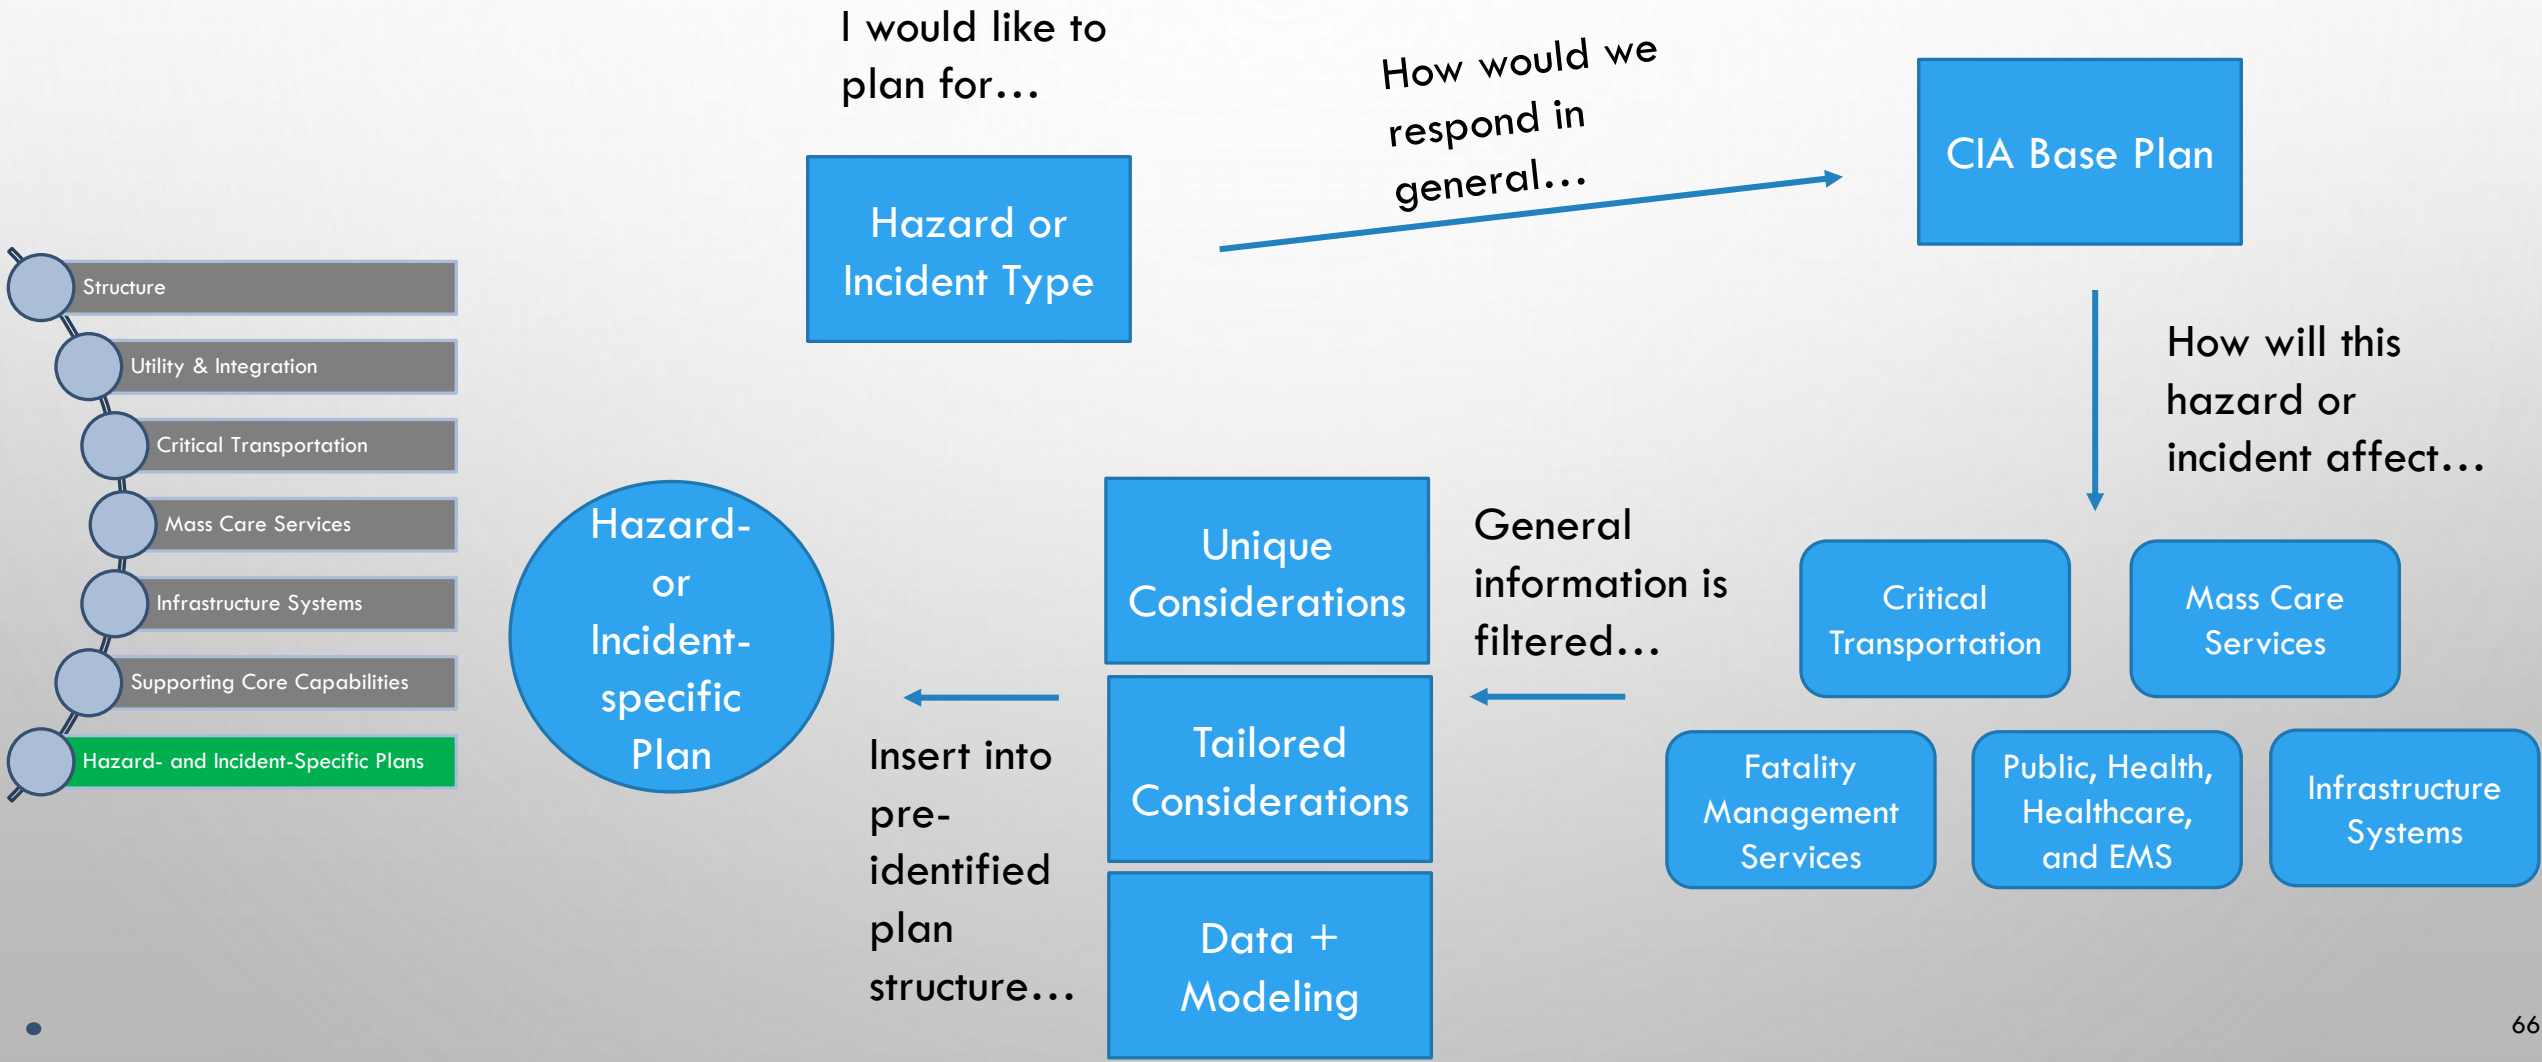 I would like to
plan for...
Hazard or
Incident Type
How would we
respond in
general...
CIA Base Plan
How will this
hazard or
incident affect...
Critical
Transportation
Mass Care
Services
Fatality
Management
Services
Public, Health,
Healthcare,
and EMS
Infrastructure
Systems
General
information is
filtered...
Unique
Considerations
Tailored
Considerations
Data +
Modeling
Insert into
pre-
identified
plan
structure...
Hazard-
or
Incident-
specific
Plan
Structure
Utility & Integration
Critical Transportation
Mass Care Services
Infrastructure Systems
Supporting Core Capabilities
Hazard- and Incident-Specific Plans
66